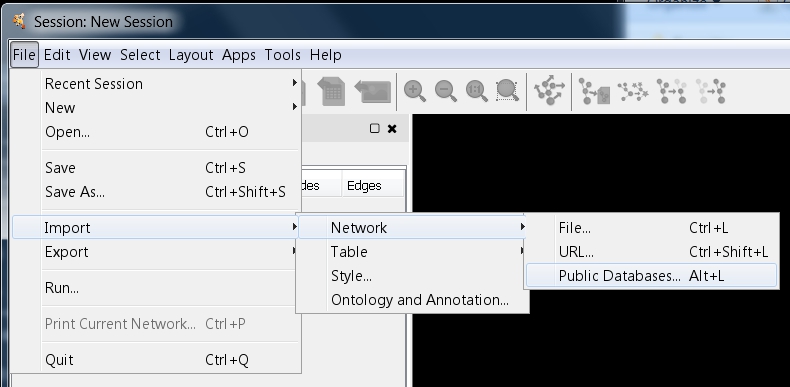 Session: New Session
File Edit View Select Layout Apps Tools Help
Recent Session
New
Open... Ctrl+O
Save Ctrl+S
Save As... Ctrl+Shift+S
Edges
Import Network File... Ctrl+L
Export Table URL... Ctrl+Shift+L
Run... Style... Public Databases... Alt+L
Ontology and Annotation...
Print Current Network... Ctrl+P
Quit Ctrl+Q